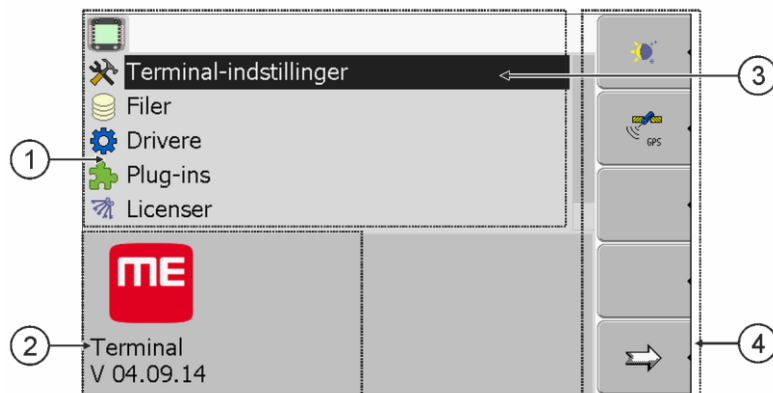 Terminal-indstillinger
3
Filer
GPS
Drivere
1
Plug-ins
Licenser
ME
2
Terminal
4
V 04.09.14